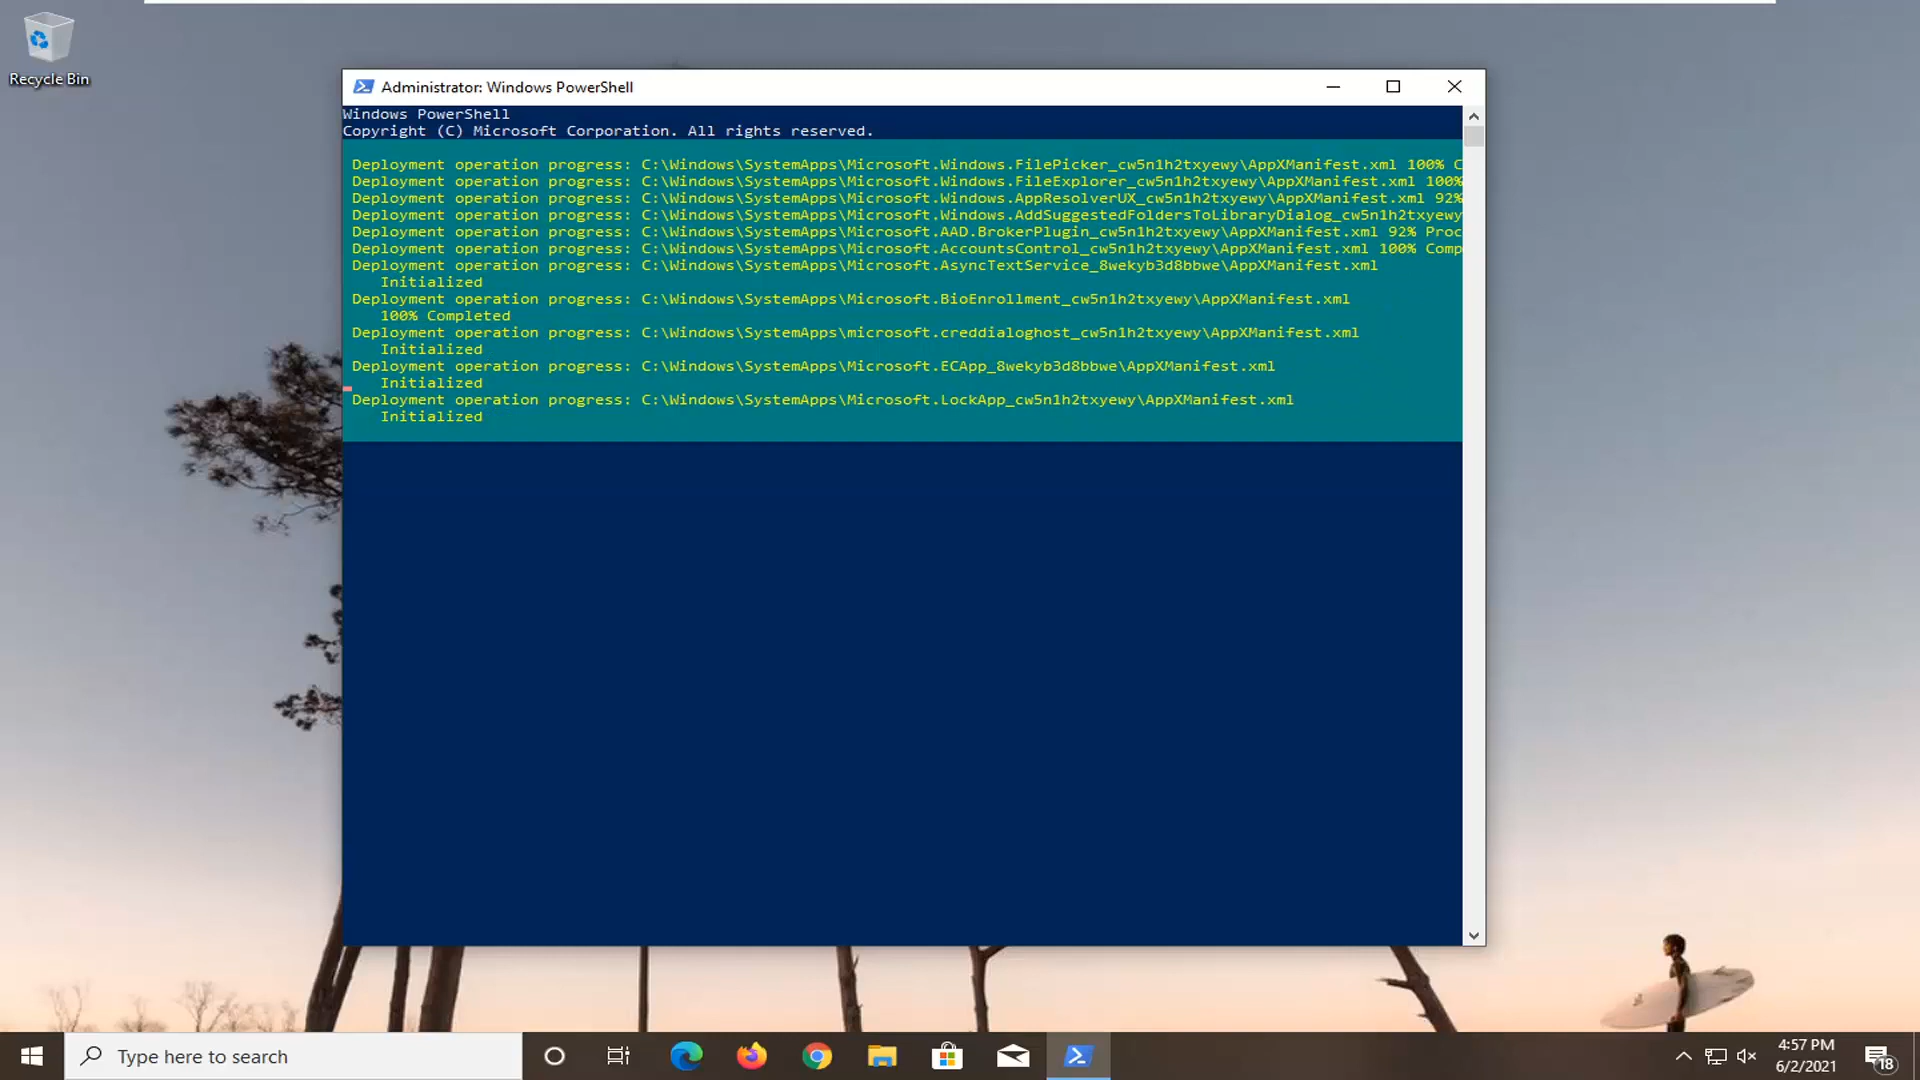 Recycle Bin
Administrator: Windows PowerShell
Windows PowerShell
Copyright (C) Microsoft Corporation. All rights reserved.
Deployment operation progress: C:\Windows\SystemApps\Microsoft.Windows.FilePicker_cw5n1h2txyewy\AppXManifest.xml 100% C
Deployment operation progress: C:\Windows\SystemApps\Microsoft.Windows.FileExplorer_cw5n1h2txyewy\AppXManifest.xml 100%
Deployment operation progress: C:\Windows\SystemApps\Microsoft.Windows.AppResolverUX_cw5n1h2txyewy\AppXManifest.xml 92%
Deployment operation progress: C:\Windows\SystemApps\Microsoft.Windows.AddSuggestedFoldersToLibraryDialog_cw5n1h2txyewy
Deployment operation progress: C:\Windows\SystemApps\Microsoft.AAD.BrokerPlugin_cw5n1h2txyewy\AppXManifest.xml 92% Proc
Deployment operation progress: C:\Windows\SystemApps\Microsoft.AccountsControl_cw5n1h2txyewy\AppXManifest.xml 100% Comp
Deployment operation progress: C:\Windows\SystemApps\Microsoft.AsyncTextService_8wekyb3d8bbwe\AppXManifest.xml
Initialized
Deployment operation progress: C:\Windows\SystemApps\Microsoft.BioEnrollment_cw5n1h2txyewy\AppXManifest.xml
100% Completed
Deployment operation progress: C:\Windows\SystemApps\microsoft.creddialoghost_cw5n1h2txyewy\AppXManifest.xml
Initialized
Deployment operation progress: C:\Windows\SystemApps\Microsoft.ECApp_8wekyb3d8bbwe\AppXManifest.xml
Initialized
Deployment operation progress: C:\Windows\SystemApps\Microsoft.LockApp_cw5n1h2txyewy\AppXManifest.xml
Initialized
Type here to search
4:57 PM
6/2/2021
18